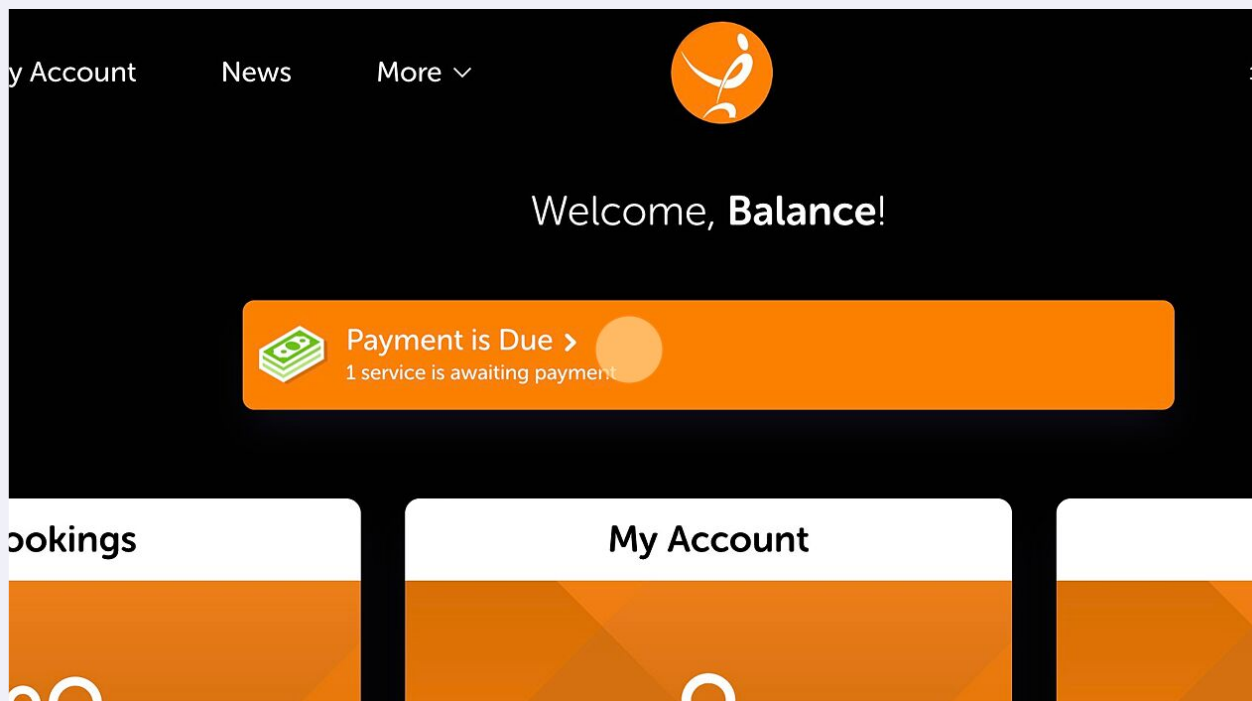 y Account News More
Welcome, Balance!
Payment is Due
1 service is awaiting payment
ookings My Account